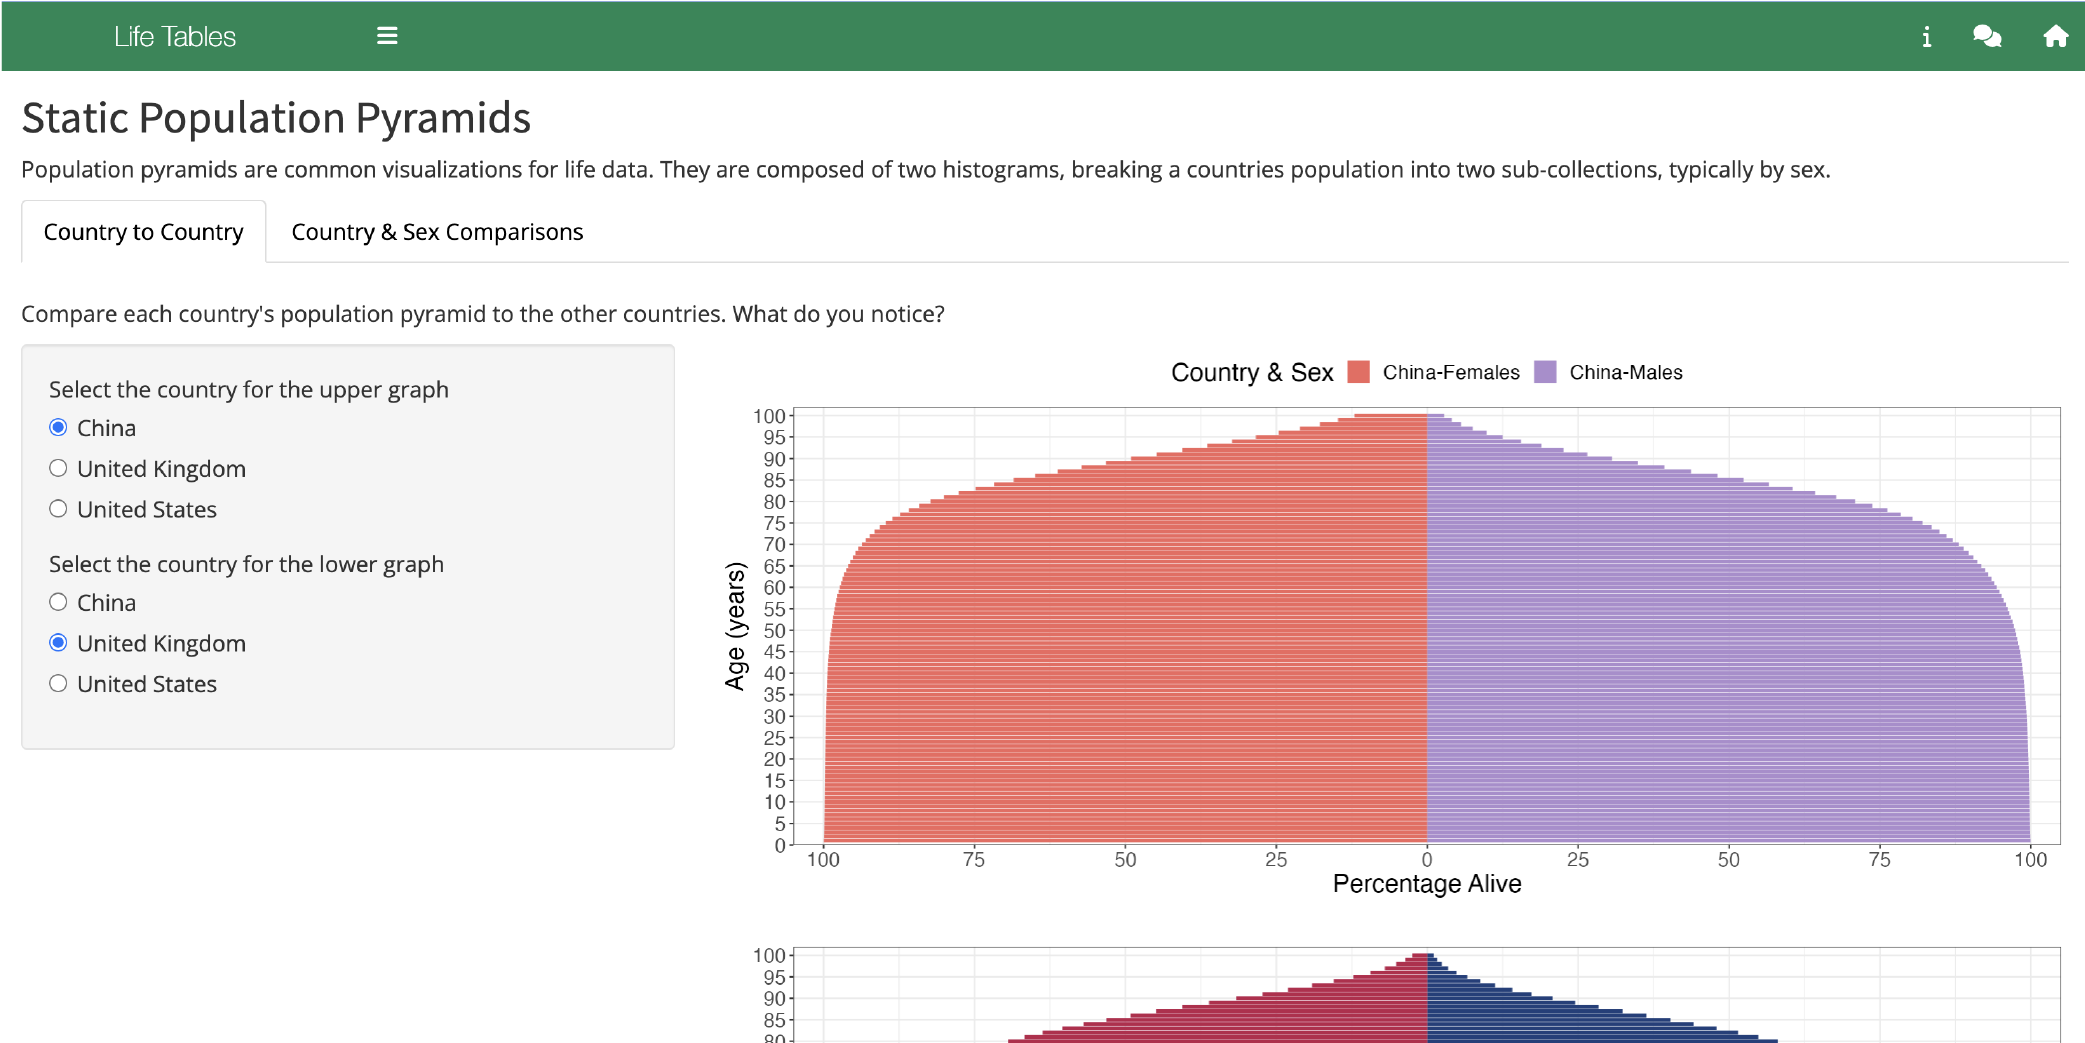 Life Tables
Static Population Pyramids
Population pyramids are common visualizations for life data. They are composed of two histograms, breaking a countries population into two sub-collections, typically by sex.
Country to Country
Country & Sex Comparisons
Compare each country's population pyramid to the other countries. What do you notice?
Select the country for the upper graph
China
United Kingdom
United States
Select the country for the lower graph
China
United Kingdom
United States
Country & Sex China-Females China-Males
Age (years)
100
95
90
85
80
75
70
65
60
55
50
45
40
35
30
25
20
15
10
5
0
100 75 50 25 0 25 50 75 100
Percentage Alive
100
95
90
85
80